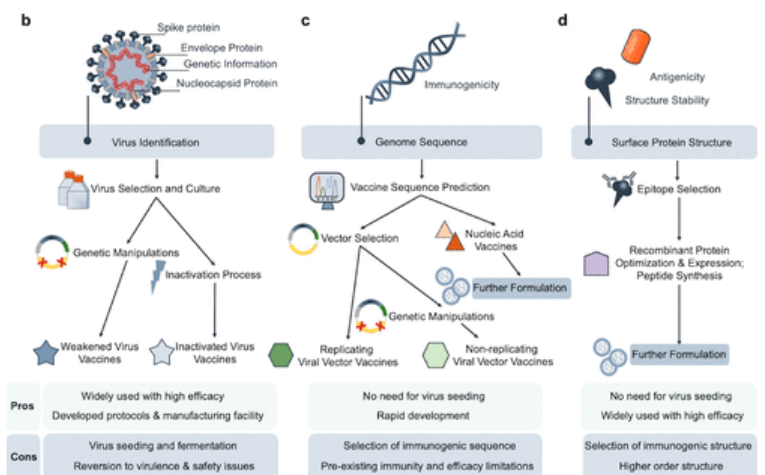 b
Spike protein
Envelope Protein
Genetic Information
Nucleocapsid Protein
Virus Identification
Virus Selection and Culture
Genetic Manipulations
Inactivation Process
Weakened Virus
Vaccines
Inactivated Virus
Vaccines
c
Immunogenicity
Genome Sequence
Vaccine Sequence Prediction
Vector Selection
Nucleic Acid
Vaccines
Further Formulation
Genetic Manipulations
Replicating
Viral Vector Vaccines
Non-replicating
Viral Vector Vaccines
d
Antigenicity
Structure Stability
Surface Protein Structure
Epitope Selection
Recombinant Protein
Optimization & Expression;
Peptide Synthesis
Further Formulation
Pros
Widely used with high efficacy
Developed protocols & manufacturing facility
No need for virus seeding
Rapid development
No need for virus seeding
Widely used with high efficacy
Cons
Virus seeding and fermentation
Reversion to virulence & safety issues
Selection of immunogenic sequence
Pre-existing immunity and efficacy limitations
Selection of immunogenic structure
Higher order structure